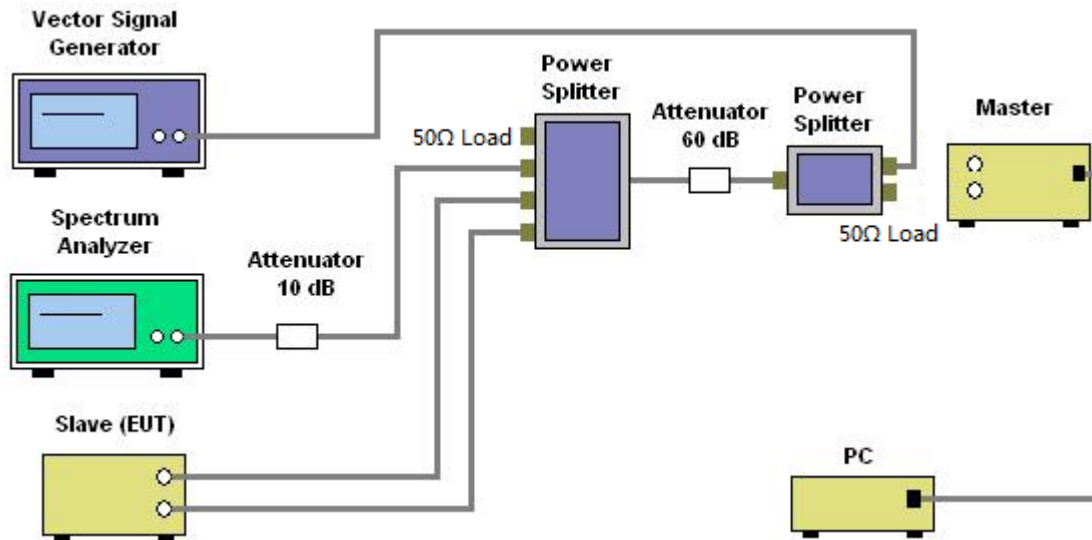 Vector Signal
Generator
Power
Splitter
Attenuator
60 dB
Power
Splitter
Master
50Ω Load
Spectrum
Analyzer
Attenuator
10 dB
50Ω Load
Slave (EUT)
PC